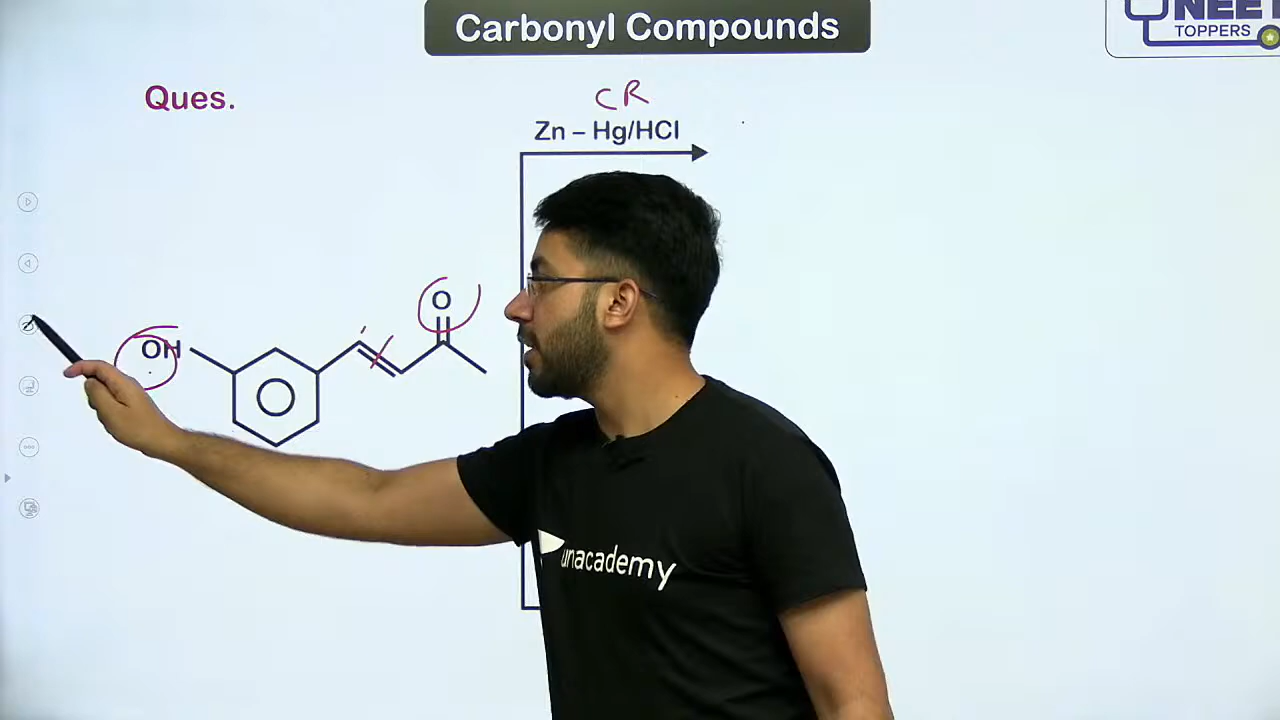 Carbonyl Compounds
NEET
TOPPERS
Ques.
CR
Zn – Hg/HCl
O
OH
unacademy